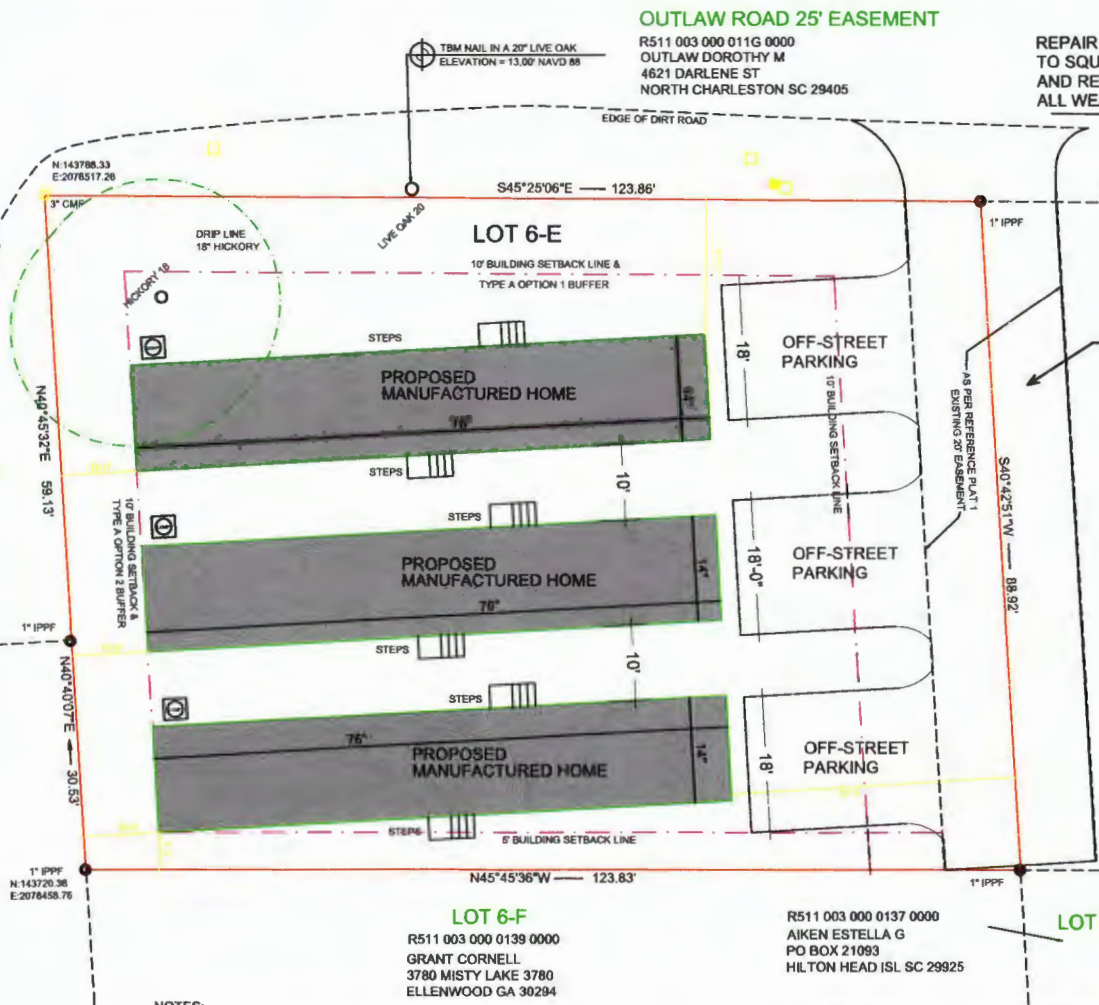 OUTLAW ROAD 25' EASEMENT
R511 003 000 011G 0000
OUTLAW DOROTHY M
4621 DARLENE ST
NORTH CHARLESTON SC 29405
REPAIR
TO SQU
AND RE
ALL WEA
TBM NAIL IN A 20" LIVE OAK
ELEVATION = 13.00' NAVD 88
EDGE OF DIRT ROAD
N:143788.33
E:2078517.26
3" CMF
S45°25'06"E 123.86'
1" IPPF
DRIP LINE
18" HICKORY
LIVE OAK 20
LOT 6-E
HICKORY 18
10' BUILDING SETBACK LINE &
TYPE A OPTION 1 BUFFER
STEPS
PROPOSED
MANUFACTURED HOME
STEPS
18'
OFF-STREET
PARKING
10' BUILDING SETBACK LINE
AS PER REFERENCE PLAT 1
EXISTING 20' EASEMENT
N40°45'32"E 59.13'
S40°42'51"W 88.92'
10'
10' BUILDING SETBACK &
TYPE A OPTION 2 BUFFER
STEPS
PROPOSED
MANUFACTURED HOME
76"
14"
STEPS
18'-0"
OFF-STREET
PARKING
1" IPPF
10'
N40°40'07"E 30.53'
STEPS
76"
PROPOSED
MANUFACTURED HOME
14"
STEPS
18'
OFF-STREET
PARKING
5' BUILDING SETBACK LINE
1" IPPF
N:143720.36
E:2078458.76
N45°45'36"W 123.83'
1" IPPF
LOT 6-F
R511 003 000 0139 0000
GRANT CORNELL
3780 MISTY LAKE 3780
ELLENWOOD GA 30294
R511 003 000 0137 0000
AIKEN ESTELLA G
PO BOX 21093
HILTON HEAD ISL SC 29925
LOT
NOTES: